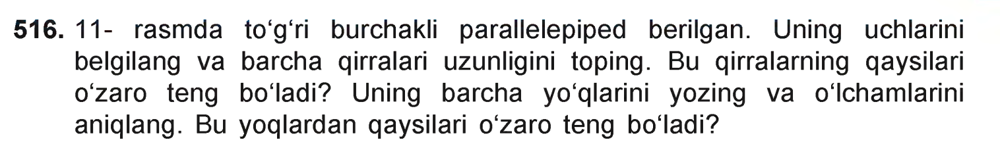 516. 11- rasmda to‘g‘ri burchakli parallelepiped berilgan. Uning uchlarini
belgilang va barcha qirralari uzunligini toping. Bu qirralarning qaysilari
o‘zaro teng bo‘ladi? Uning barcha yo‘qlarini yozing va o‘lchamlarini
aniqlang. Bu yoqlardan qaysilari o‘zaro teng bo‘ladi?